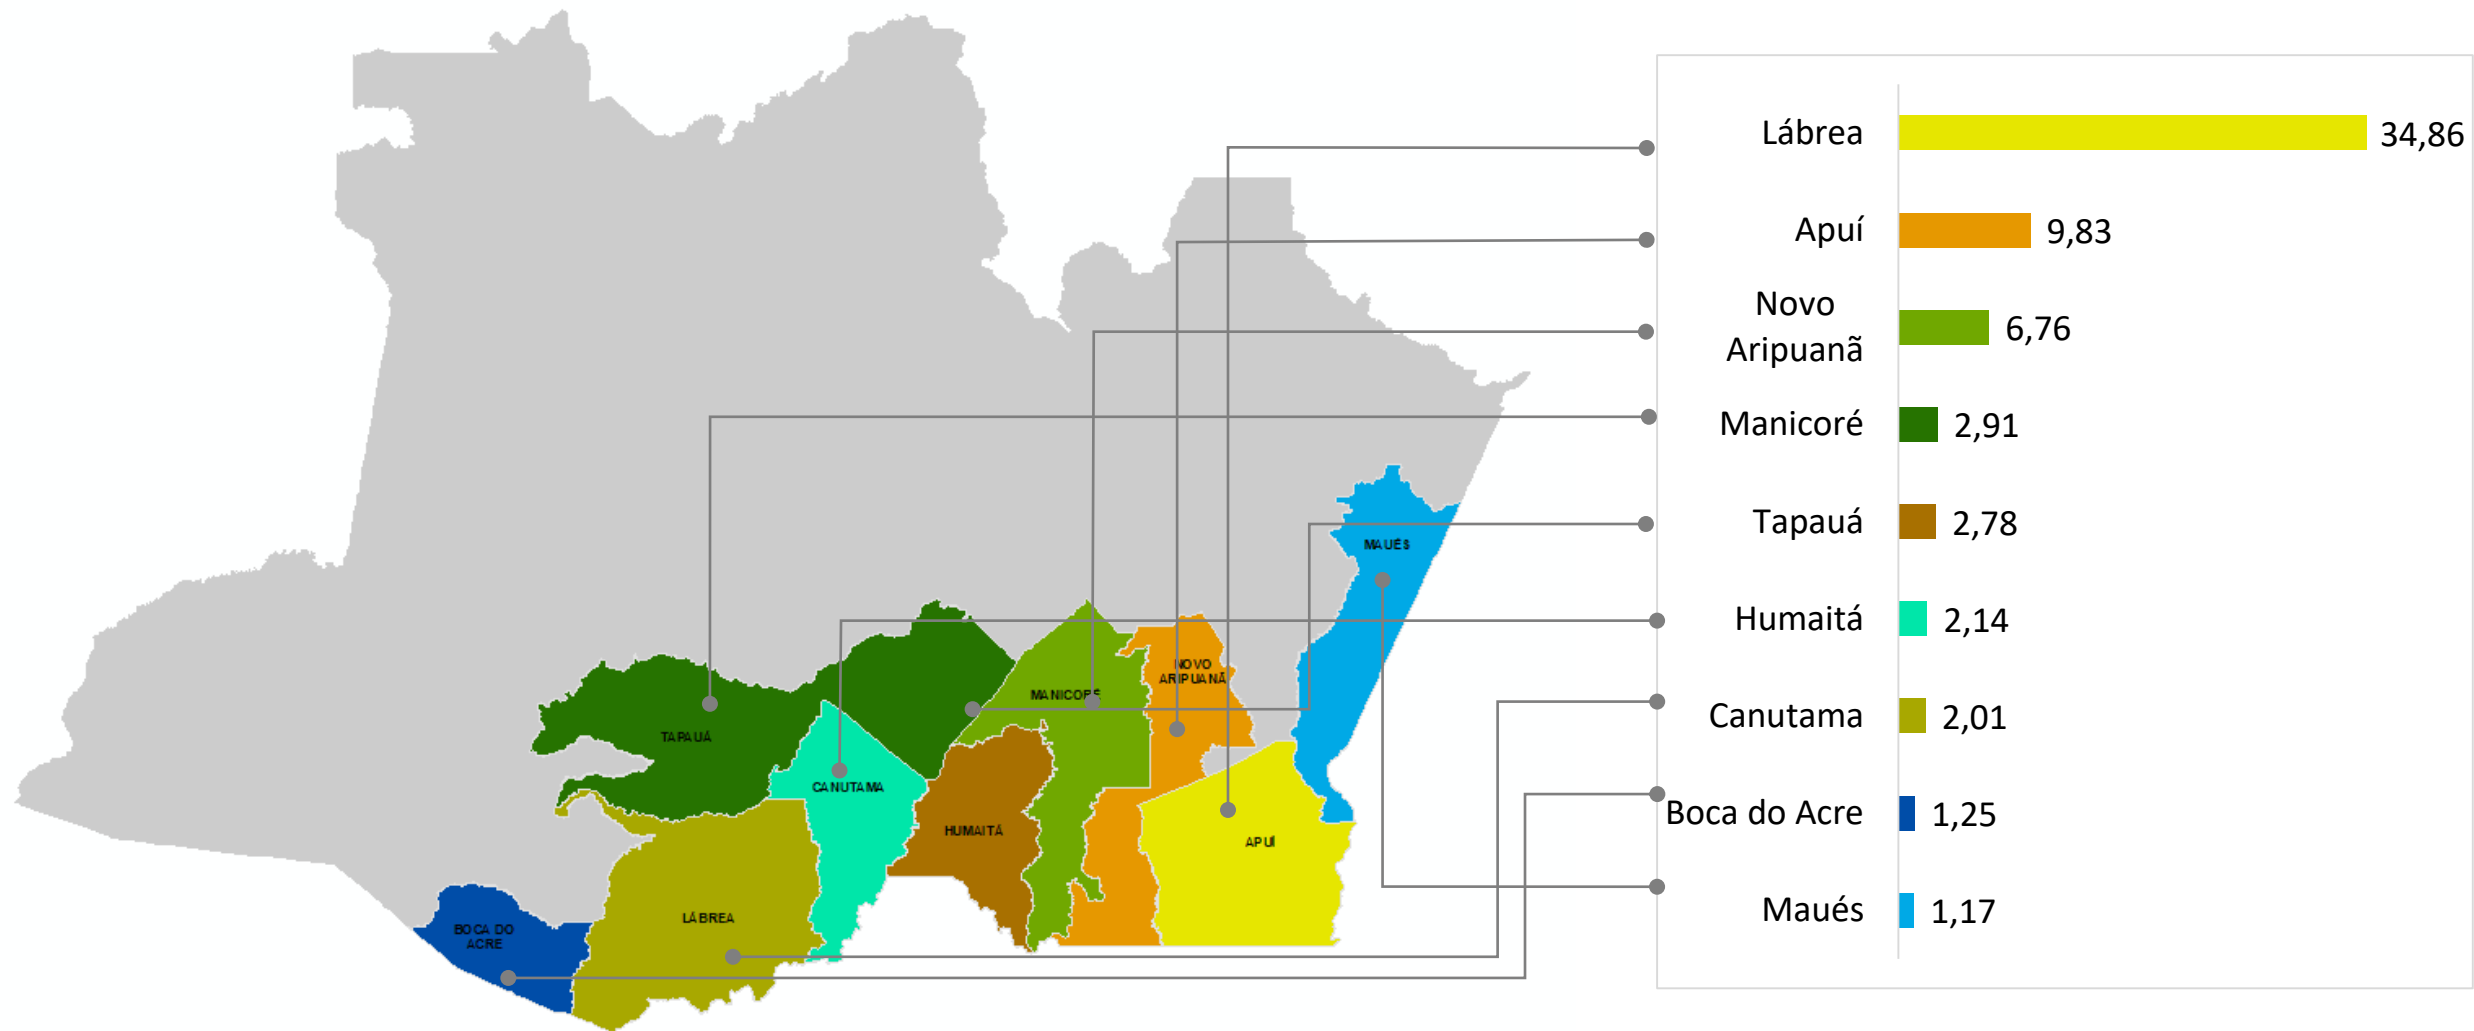 Lábrea
34,86
Apuí
9,83
Novo
Aripuanã
6,76
Manicoré
2,91
Tapauá
2,78
Humaitá
2,14
Canutama
2,01
Boca do Acre
1,25
Maués
1,17
MAUÉS
NOVO
ARIPUANÃ
MANICORÉ
TAPAUÁ
CANUTAMA
HUMAITÁ
APUÍ
LÁBREA
BOCA DO
ACRE